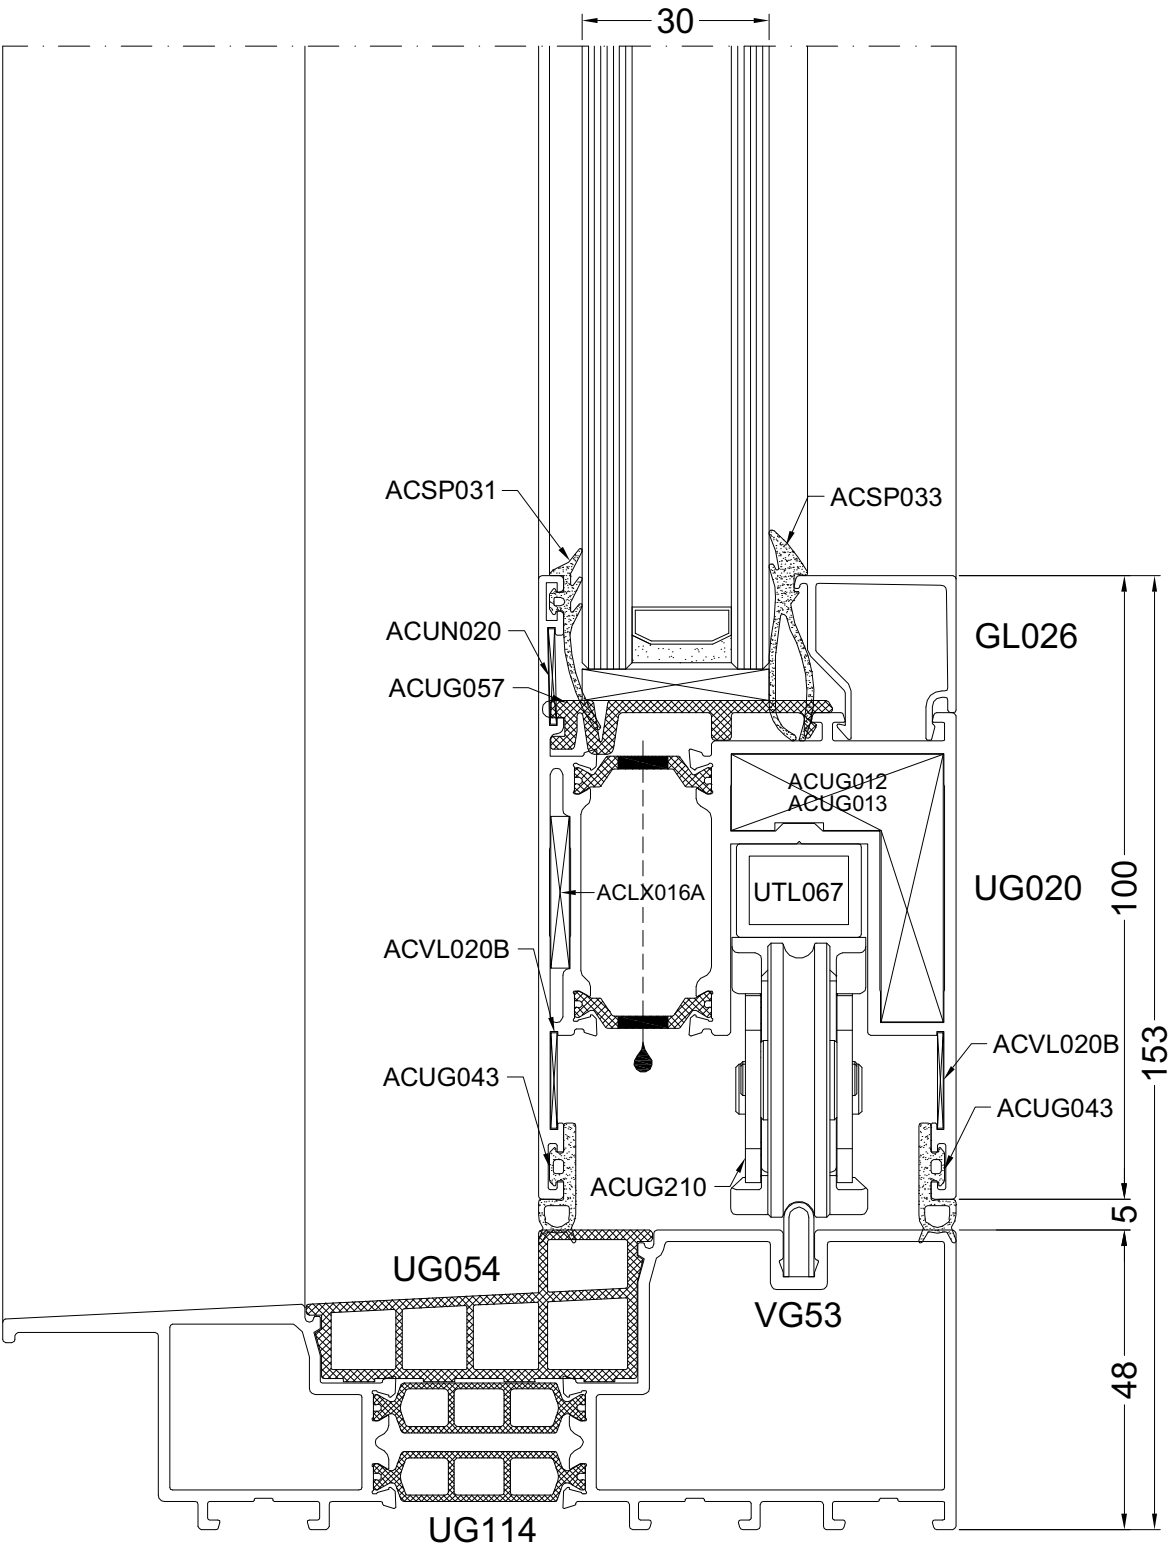 30
ACSP031
ACSP033
ACUN020
GL026
ACUG057
ACUG012
ACUG013
ACLX016A
UTL067
UG020
100
ACVL020B
ACVL020B
153
ACUG043
ACUG043
ACUG210
5
UG054
VG53
48
UG114